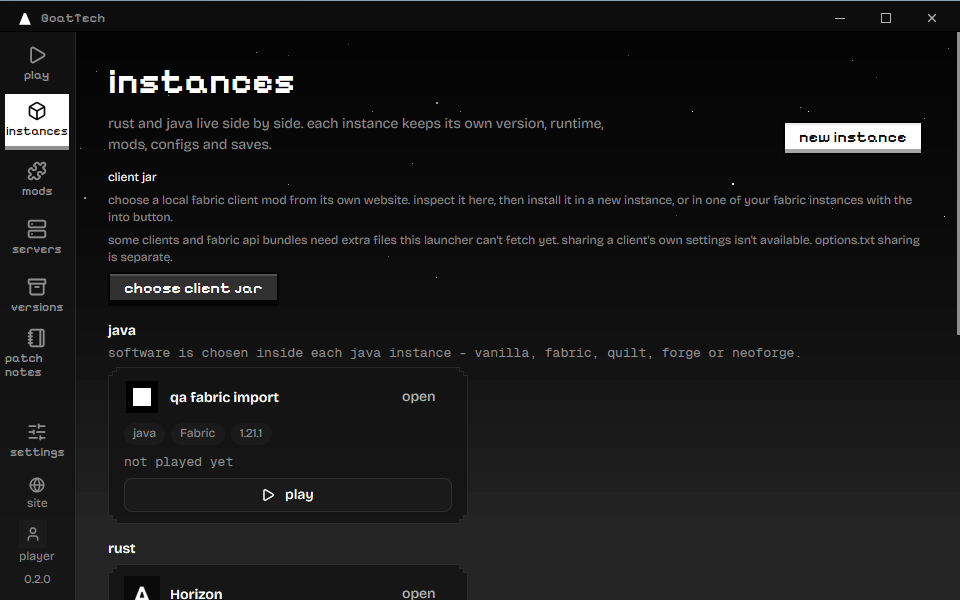 GoatTech
play
instances
mods
servers
versions
patch
notes
settings
site
player
0.2.0
instances
rust and java live side by side. each instance keeps its own version, runtime,
mods, configs and saves.
new instance
client jar
choose a local fabric client mod from its own website. inspect it here, then install it in a new instance, or in one of your fabric instances with the
into button.
some clients and fabric api bundles need extra files this launcher can't fetch yet. sharing a client's own settings isn't available. options.txt sharing
is separate.
choose client jar
java
software is chosen inside each java instance - vanilla, fabric, quilt, forge or neoforge.
qa fabric import
open
java
Fabric
1.21.1
not played yet
play
rust
Horizon
open